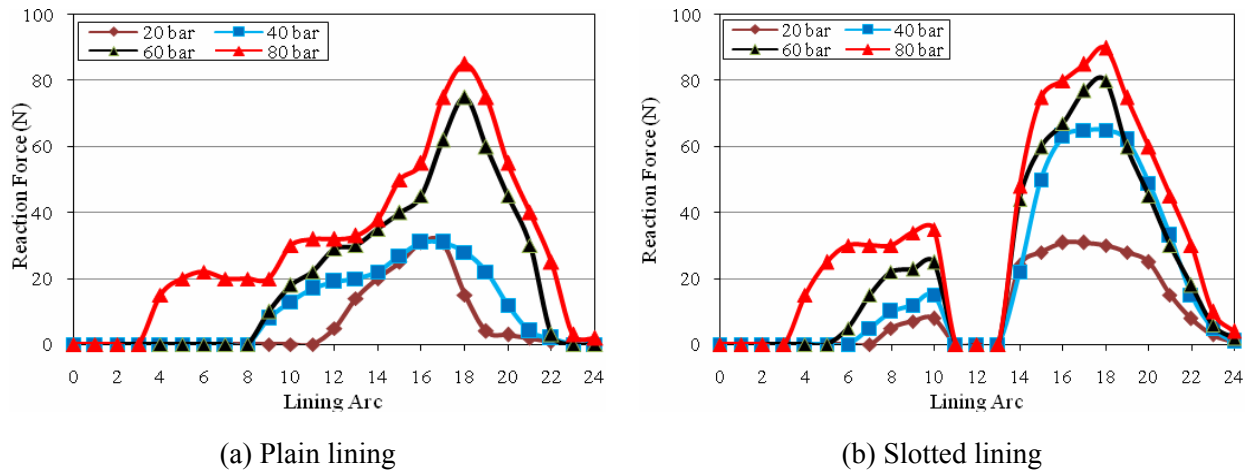 100
80
60
40
20
0
Reaction Force (N)
20 bar 40 bar
60 bar 80 bar
0 2 4 6 8 10 12 14 16 18 20 22 24
Lining Arc
(a) Plain lining
100
80
60
40
20
0
Reaction Force (N)
20 bar 40 bar
60 bar 80 bar
0 2 4 6 8 10 12 14 16 18 20 22 24
Lining Arc
(b) Slotted lining